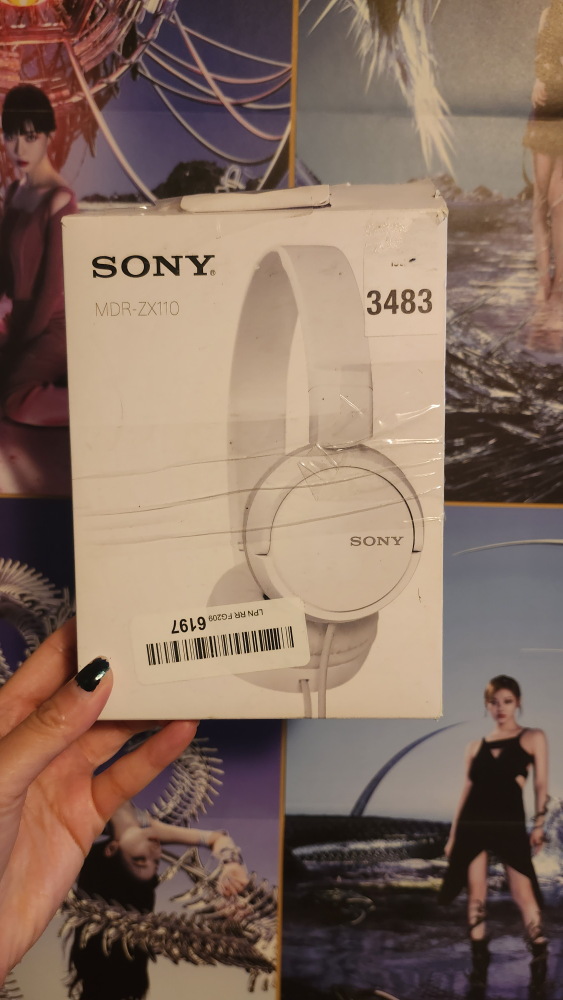 SONY®
MDR-ZX110
3483
SONY
LPN RR FG209 6197